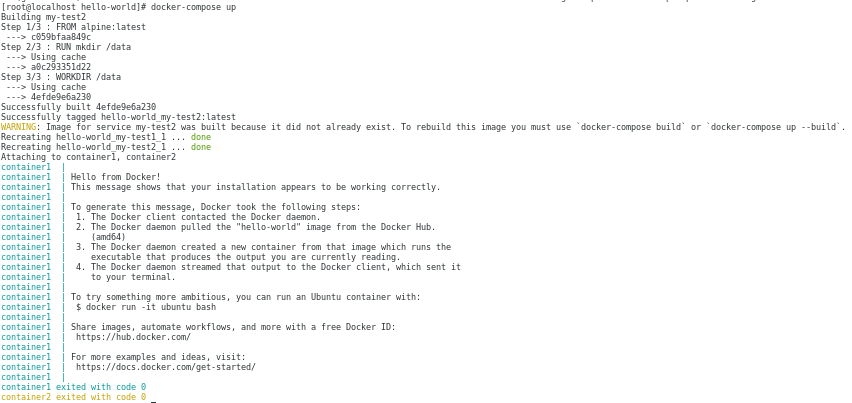 [root@localhost hello-world]# docker-compose up
Building my-test2
Step 1/3 : FROM alpine:latest
 ---> c059bfaa849c
Step 2/3 : RUN mkdir /data
 ---> Using cache
 ---> a0c293351d22
Step 3/3 : WORKDIR /data
 ---> Using cache
 ---> 4efde9e6a230
Successfully built 4efde9e6a230
Successfully tagged hello-world_my-test2:latest
WARNING: Image for service my-test2 was built because it did not already exist. To rebuild this image you must use `docker-compose build` or `docker-compose up --build`.
Recreating hello-world_my-test1_1 ... done
Recreating hello-world_my-test2_1 ... done
Attaching to container1, container2
container1  |
container1  | Hello from Docker!
container1  | This message shows that your installation appears to be working correctly.
container1  |
container1  | To generate this message, Docker took the following steps:
container1  |  1. The Docker client contacted the Docker daemon.
container1  |  2. The Docker daemon pulled the "hello-world" image from the Docker Hub.
container1  |     (amd64)
container1  |  3. The Docker daemon created a new container from that image which runs the
container1  |     executable that produces the output you are currently reading.
container1  |  4. The Docker daemon streamed that output to the Docker client, which sent it
container1  |     to your terminal.
container1  |
container1  | To try something more ambitious, you can run an Ubuntu container with:
container1  |  $ docker run -it ubuntu bash
container1  |
container1  | Share images, automate workflows, and more with a free Docker ID:
container1  |  https://hub.docker.com/
container1  |
container1  | For more examples and ideas, visit:
container1  |  https://docs.docker.com/get-started/
container1  |
container1 exited with code 0
container2 exited with code 0